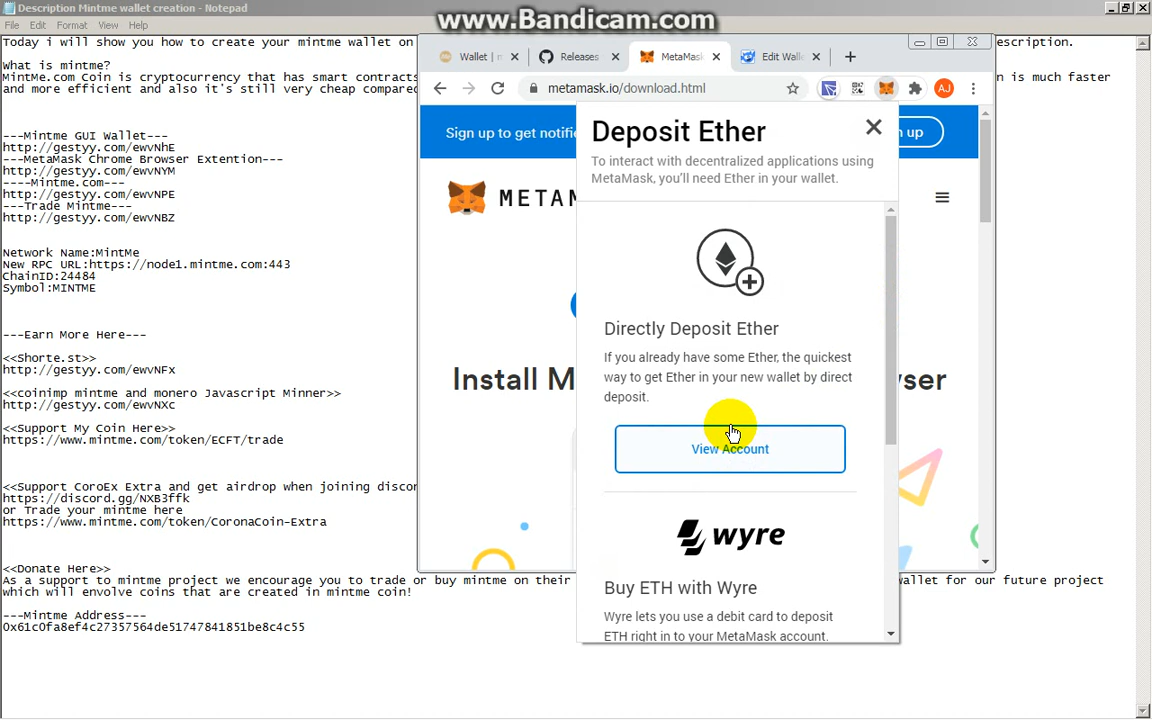 Description Mintme wallet creation - Notepad
www.Bandicam.com
File Edit Format View Help
Today i will show you how to create your mintme wallet on
escription.
What is mintme?
MintMe.com Coin is cryptocurrency that has smart contracts
n is much faster
and more efficient and also it's still very cheap compared
---Mintme GUI Wallet---
http://gestyy.com/ewvNhE
---MetaMask Chrome Browser Extention---
http://gestyy.com/ewvNYM
----Mintme.com---
http://gestyy.com/ewvNPE
---Trade Mintme---
http://gestyy.com/ewvNBZ
Network Name:MintMe
New RPC URL:https://node1.mintme.com:443
ChainID:24484
Symbol:MINTME
---Earn More Here---
<<Shorte.st>>
http://gestyy.com/ewvNFx
<<coinimp mintme and monero Javascript Minner>>
http://gestyy.com/ewvNXc
<<Support My Coin Here>>
https://www.mintme.com/token/ECFT/trade
<<Support CoroEx Extra and get airdrop when joining discor
https://discord.gg/NXB3ffk
or Trade your mintme here
https://www.mintme.com/token/CoronaCoin-Extra
<<Donate Here>>
As a support to mintme project we encourage you to trade or buy mintme on their
wallet for our future project
which will envolve coins that are created in mintme coin!
---Mintme Address---
0x61c0fa8ef4c27357564de51747841851be8c4c55
Wallet | m
Releases
MetaMask
Edit Walle
metamask.io/download.html
AJ
Sign up to get notifie
n up
METAM
Install M
wser
Deposit Ether
To interact with decentralized applications using
MetaMask, you'll need Ether in your wallet.
Directly Deposit Ether
If you already have some Ether, the quickest
way to get Ether in your new wallet by direct
deposit.
View Account
wyre
Buy ETH with Wyre
Wyre lets you use a debit card to deposit
ETH right in to your MetaMask account.